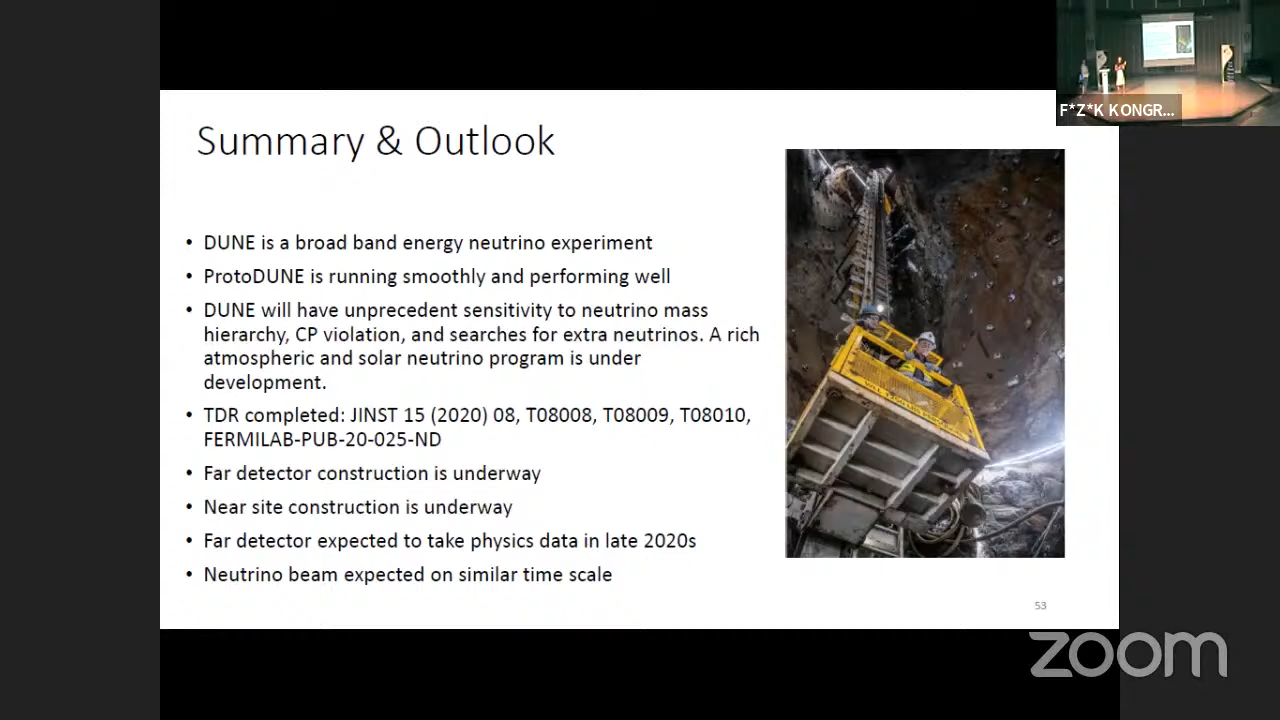 F*Z*K KONGR...
Summary & Outlook
• DUNE is a broad band energy neutrino experiment
• ProtoDUNE is running smoothly and performing well
• DUNE will have unprecedent sensitivity to neutrino mass
hierarchy, CP violation, and searches for extra neutrinos. A rich
atmospheric and solar neutrino program is under
development.
• TDR completed: JINST 15 (2020) 08, T08008, T08009, T08010,
FERMILAB-PUB-20-025-ND
• Far detector construction is underway
• Near site construction is underway
• Far detector expected to take physics data in late 2020s
• Neutrino beam expected on similar time scale
53
zoom